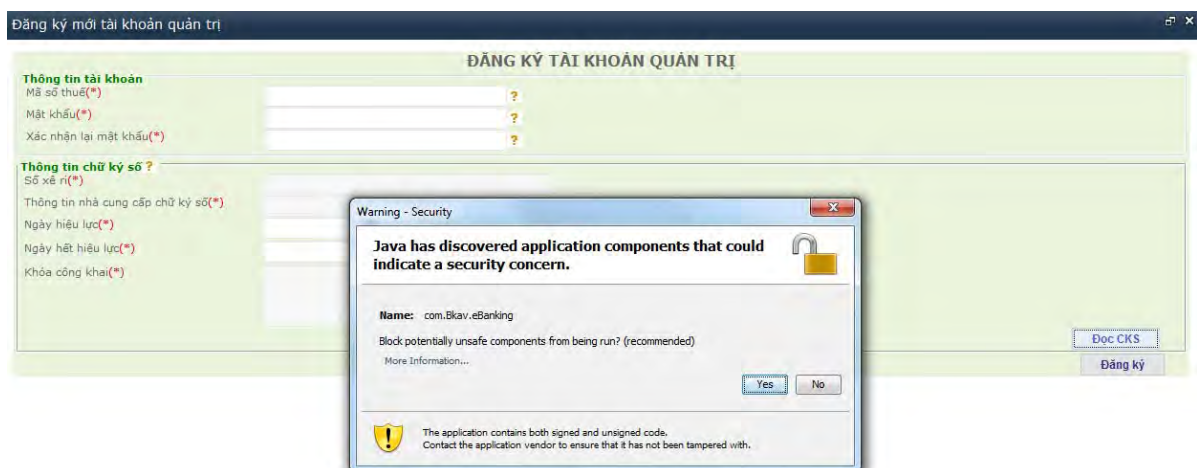 Đăng ký mới tài khoản quản trị
ĐĂNG KÝ TÀI KHOẢN QUẢN TRỊ
Thông tin tài khoản
Mã số thuế(*)
?
Mật khẩu(*)
?
Xác nhận lại mật khẩu(*)
?
Thông tin chữ ký số ?
Số xê ri(*)
Thông tin nhà cung cấp chữ ký số(*)
Ngày hiệu lực(*)
Ngày hết hiệu lực(*)
Khóa công khai(*)
Warning - Security
Java has discovered application components that could
indicate a security concern.
Name: com.Bkav.eBanking
Block potentially unsafe components from being run? (recommended)
More Information...
Yes No
The application contains both signed and unsigned code.
Contact the application vendor to ensure that it has not been tampered with.
Đọc CKS
Đăng ký